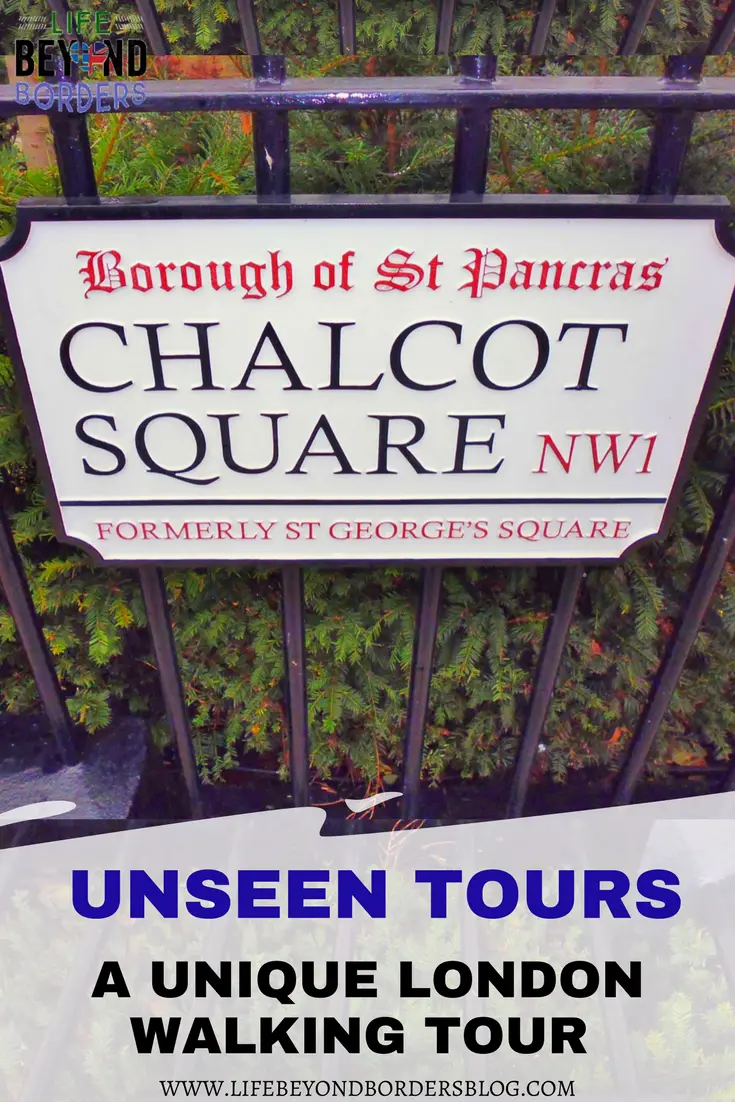 LIFE
BEYOND
BORDERS
Borough of St Pancras
CHALCOT
SQUARE NW1
FORMERLY ST GEORGE'S SQUARE
UNSEEN TOURS
A UNIQUE LONDON
WALKING TOUR
WWW.LIFEBEYONDBORDERSBLOG.COM